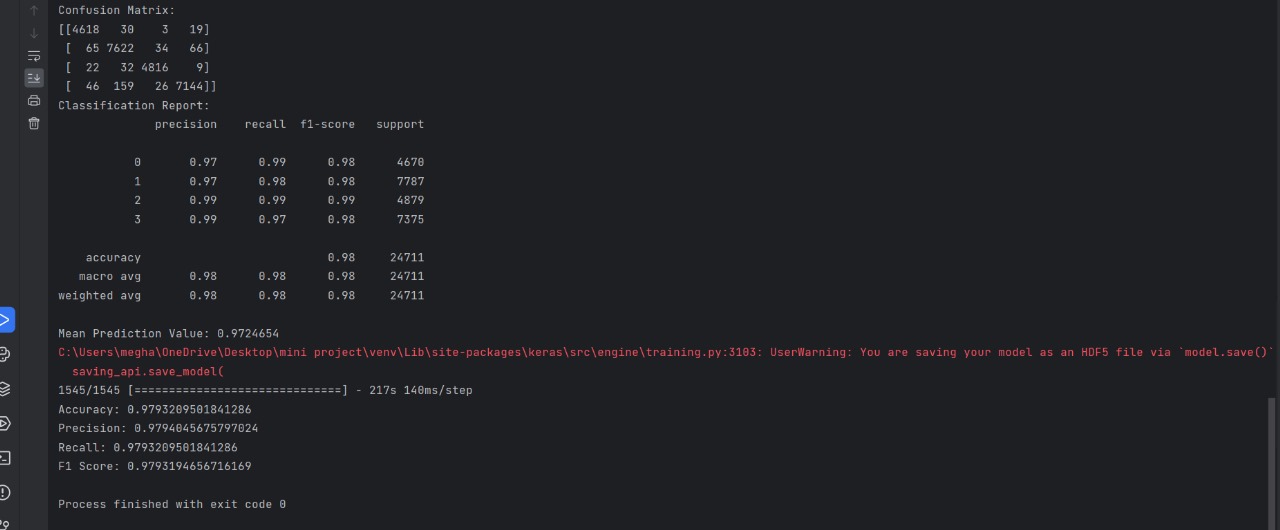 Confusion Matrix:
[[4618   30    3   19]
 [  65 7622   34   66]
 [  22   32 4816    9]
 [  46  159   26 7144]]
Classification Report:
              precision    recall  f1-score   support
           0       0.97      0.99      0.98      4670
           1       0.97      0.98      0.98      7787
           2       0.99      0.99      0.99      4879
           3       0.99      0.97      0.98      7375
    accuracy                           0.98     24711
   macro avg       0.98      0.98      0.98     24711
weighted avg       0.98      0.98      0.98     24711
Mean Prediction Value: 0.9724654
C:\Users\megha\OneDrive\Desktop\mini project\venv\Lib\site-packages\keras\src\engine\training.py:3103: UserWarning: You are saving your model as an HDF5 file via `model.save()`
  saving_api.save_model(
1545/1545 [==============================] - 217s 140ms/step
Accuracy: 0.9793209501841286
Precision: 0.9794045675797024
Recall: 0.9793209501841286
F1 Score: 0.9793194656716169
Process finished with exit code 0